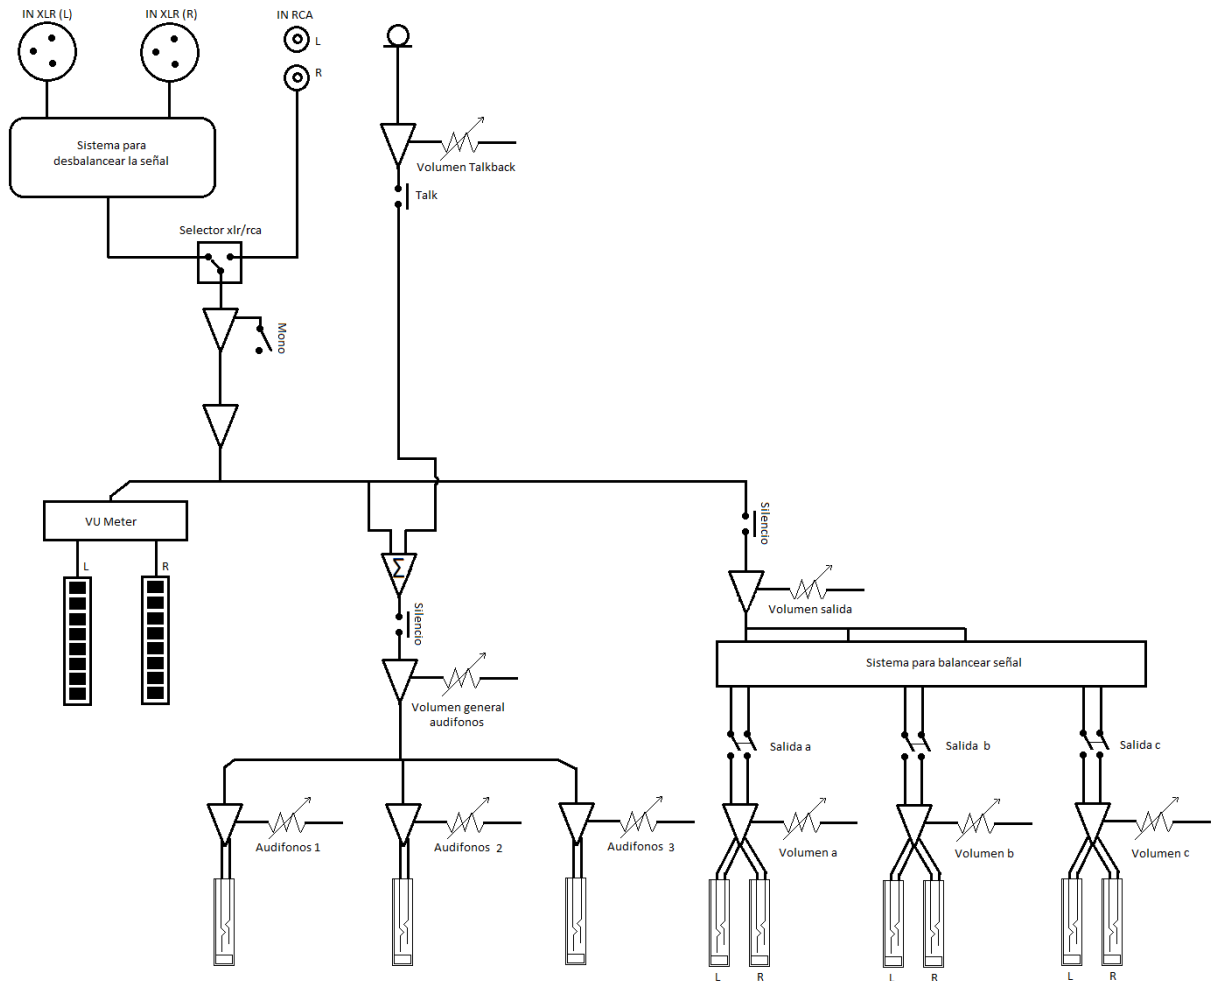 IN XLR (L)
IN XLR (R)
IN RCA
L
R
Sistema para
desbalancear la señal
Volumen Talkback
Talk
Selector xlr/rca
Mono
VU Meter
L
R
Σ
Silencio
Silencio
Volumen salida
Sistema para balancear señal
Volumen general
audifonos
Salida a
Salida b
Salida c
Audifonos 1
Audifonos 2
Audifonos 3
Volumen a
Volumen b
Volumen c
L
R
L
R
L
R